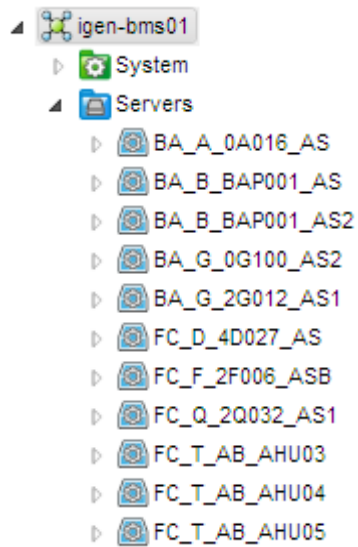 igen-bms01
System
Servers
BA_A_0A016_AS
BA_B_BAP001_AS
BA_B_BAP001_AS2
BA_G_0G100_AS2
BA_G_2G012_AS1
FC_D_4D027_AS
FC_F_2F006_ASB
FC_Q_2Q032_AS1
FC_T_AB_AHU03
FC_T_AB_AHU04
FC_T_AB_AHU05